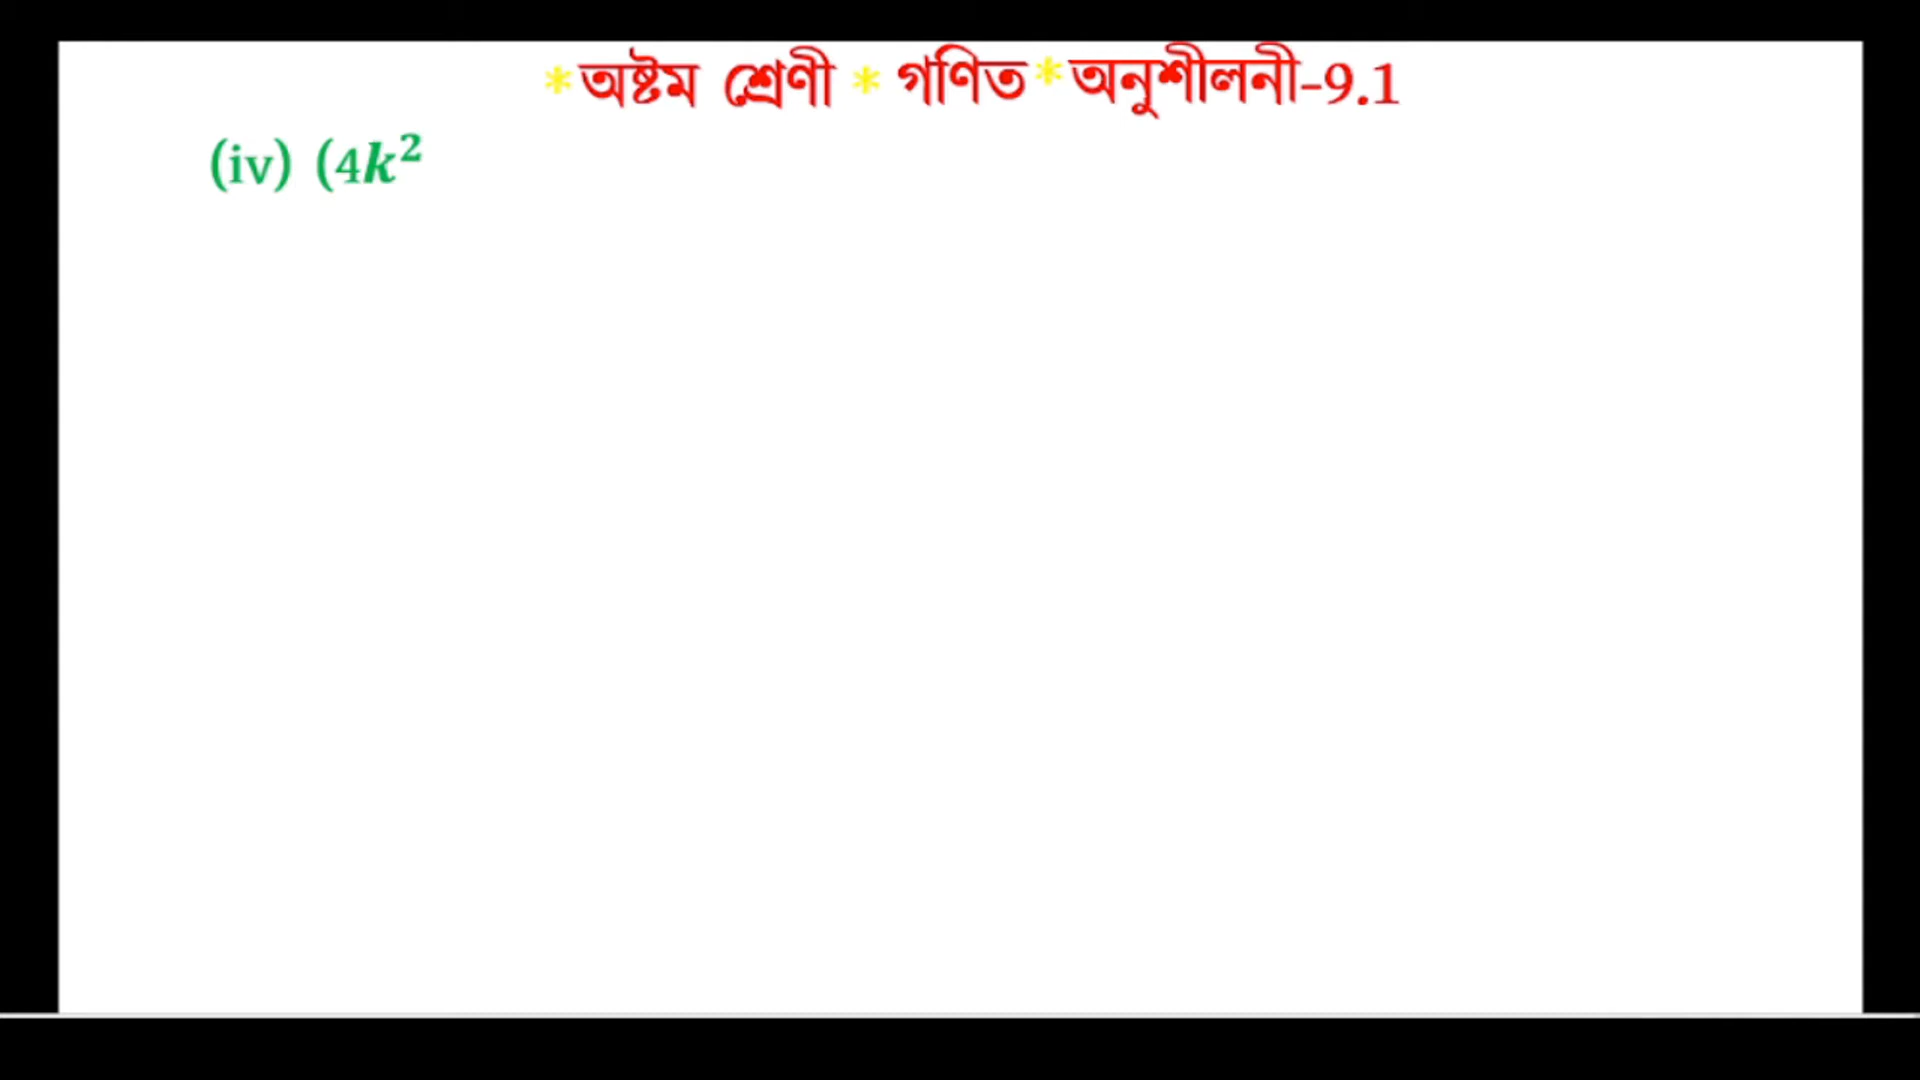 *অষ্টম শ্রেণী * গণিত *অনুশীলনী-9.1
(iv) (4k²